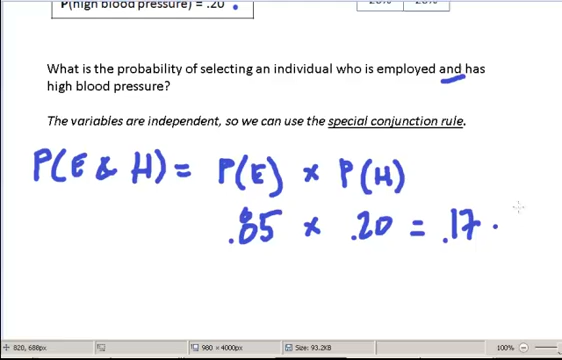 P(high blood pressure) = .20
20% 20%
What is the probability of selecting an individual who is employed and has
high blood pressure?
The variables are independent, so we can use the special conjunction rule.
P(E & H) = P(E) × P(H)
.85 × .20 = .17
820, 688px 980 × 4000px Size: 93.2KB 100%